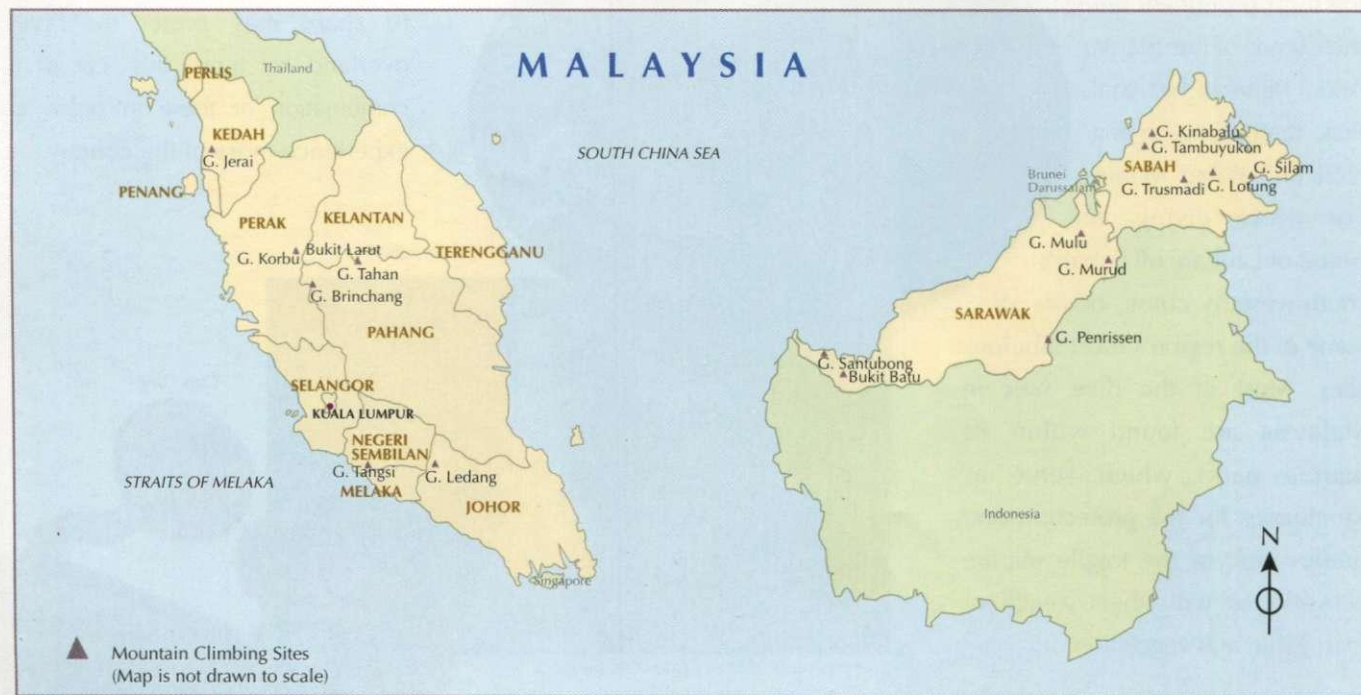 MALAYSIA
PERLIS
Thailand
KEDAH
G. Jerai
PENANG
PERAK
KELANTAN
TERENGGANU
G. Korbu
Bukit Larut
G. Tahan
G. Brinchang
PAHANG
SELANGOR
KUALA LUMPUR
NEGERI
SEMBILAN
G. Tangsi
MELAKA
G. Ledang
JOHOR
Singapore
STRAITS OF MELAKA
SOUTH CHINA SEA
G. Kinabalu
G. Tambuyukon
SABAH
G. Silam
G. Trusmadi
G. Lotung
Brunei
Darussalam
G. Mulu
G. Murud
SARAWAK
G. Penrissen
G. Santubong
Bukit Batu
Indonesia
N
Mountain Climbing Sites
(Map is not drawn to scale)